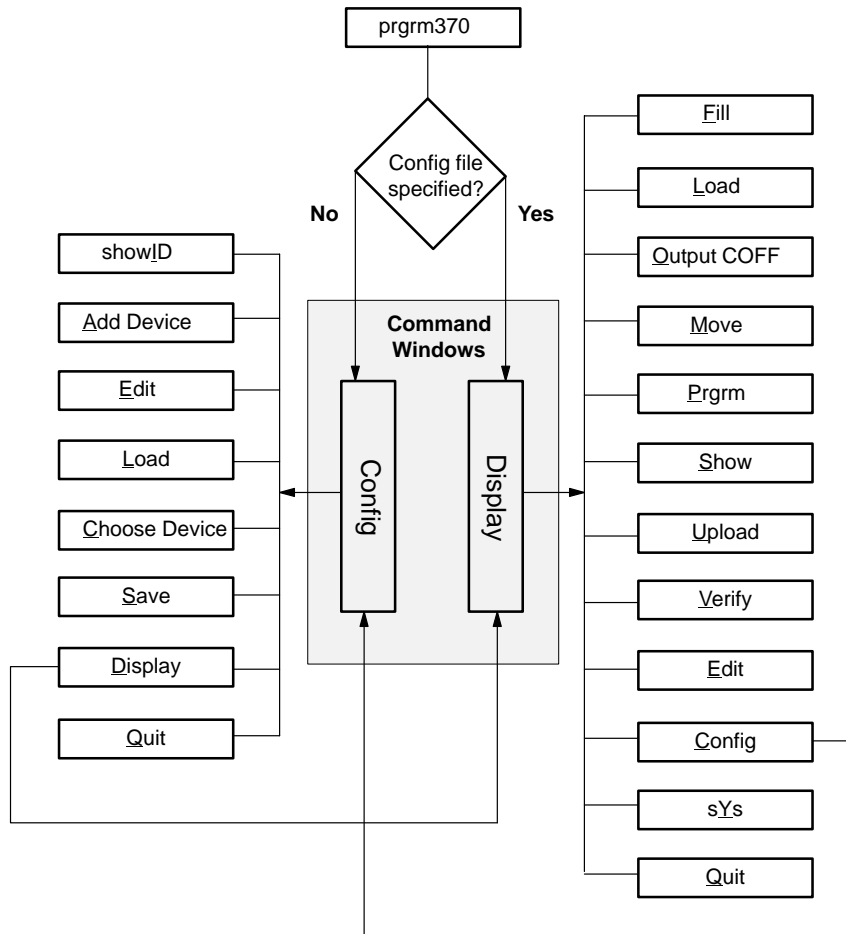 prgrm370
Config file
specified?
No
Yes
Command
Windows
Config
Display
showID
Add Device
Edit
Load
Choose Device
Save
Display
Quit
Fill
Load
Output COFF
Move
Prgrm
Show
Upload
Verify
Edit
Config
sYs
Quit